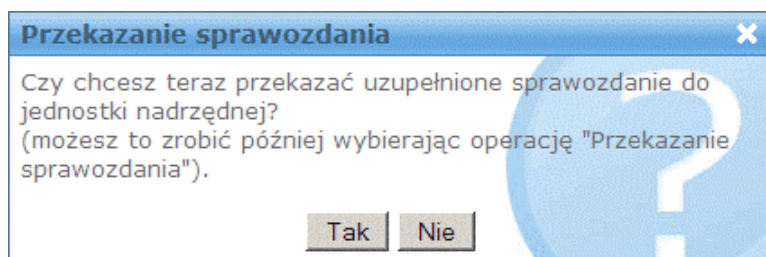 Przekazanie sprawozdania
Czy chcesz teraz przekazać uzupełnione sprawozdanie do
jednostki nadrzędnej?
(możesz to zrobić później wybierając operację "Przekazanie
sprawozdania").
Tak Nie